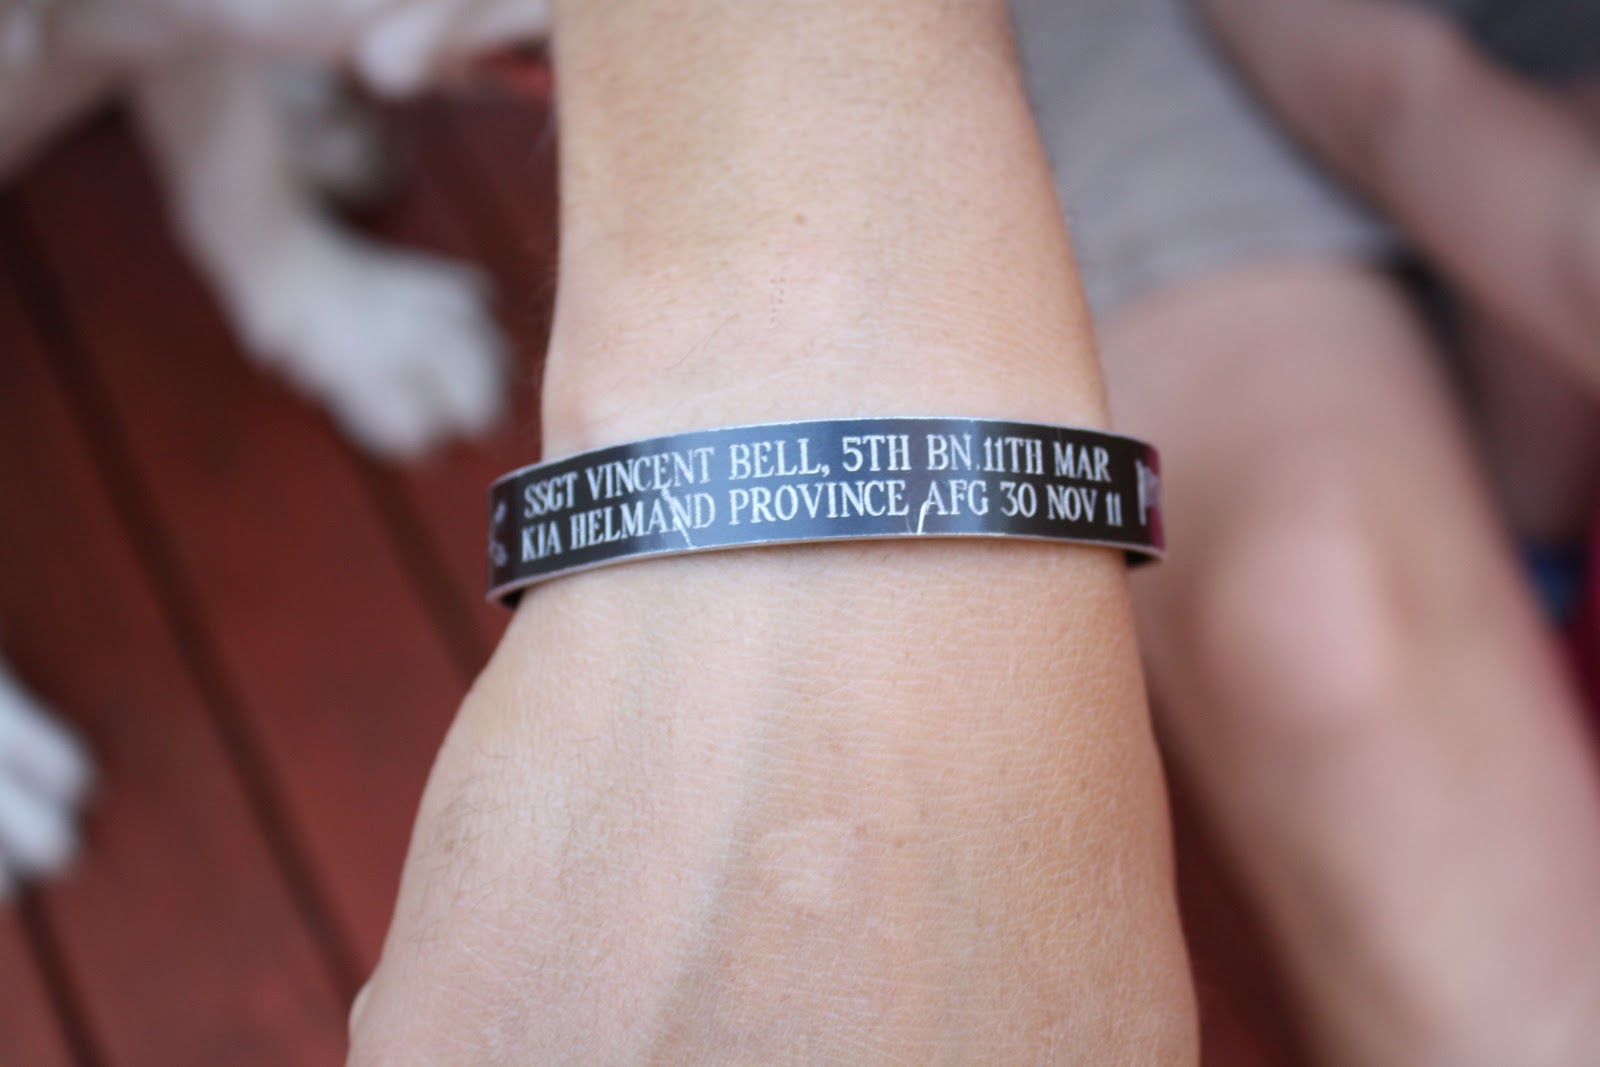 SSGT VINCENT BELL, 5TH BN.11TH MAR
KIA HELMAND PROVINCE AFG 30 NOV 11